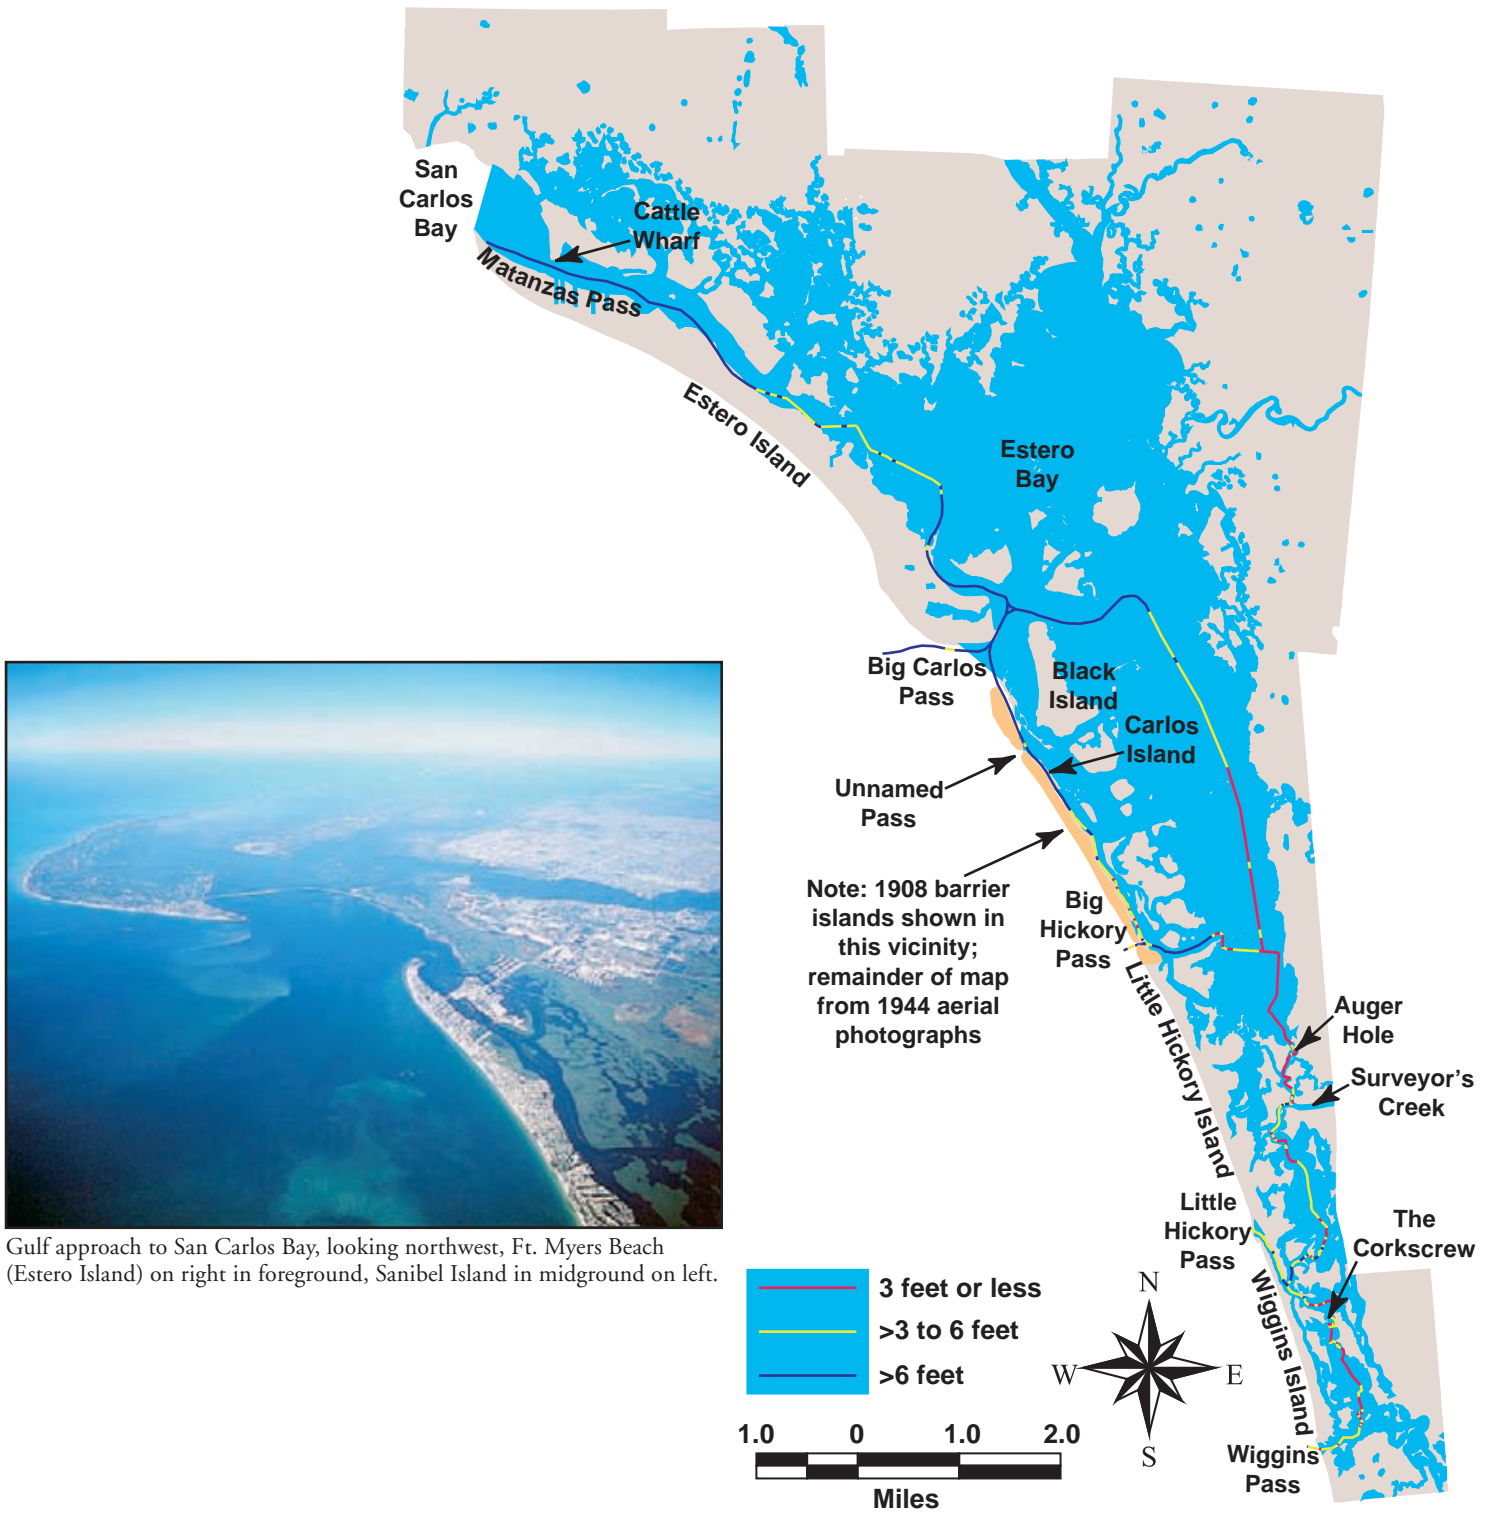 San
Carlos
Bay
Cattle
Wharf
Matanzas Pass
Estero Island
Estero
Bay
Big Carlos
Pass
Black
Island
Carlos
Island
Unnamed
Pass
Note: 1908 barrier
islands shown in
this vicinity;
remainder of map
from 1944 aerial
photographs
Big
Hickory
Pass
Little Hickory Island
Auger
Hole
Surveyor's
Creek
Little
Hickory
Pass
The
Corkscrew
Wiggins Island
Wiggins
Pass
Gulf approach to San Carlos Bay, looking northwest, Ft. Myers Beach
(Estero Island) on right in foreground, Sanibel Island in midground on left.
3 feet or less
>3 to 6 feet
>6 feet
N
W
E
S
1.0 0 1.0 2.0
Miles